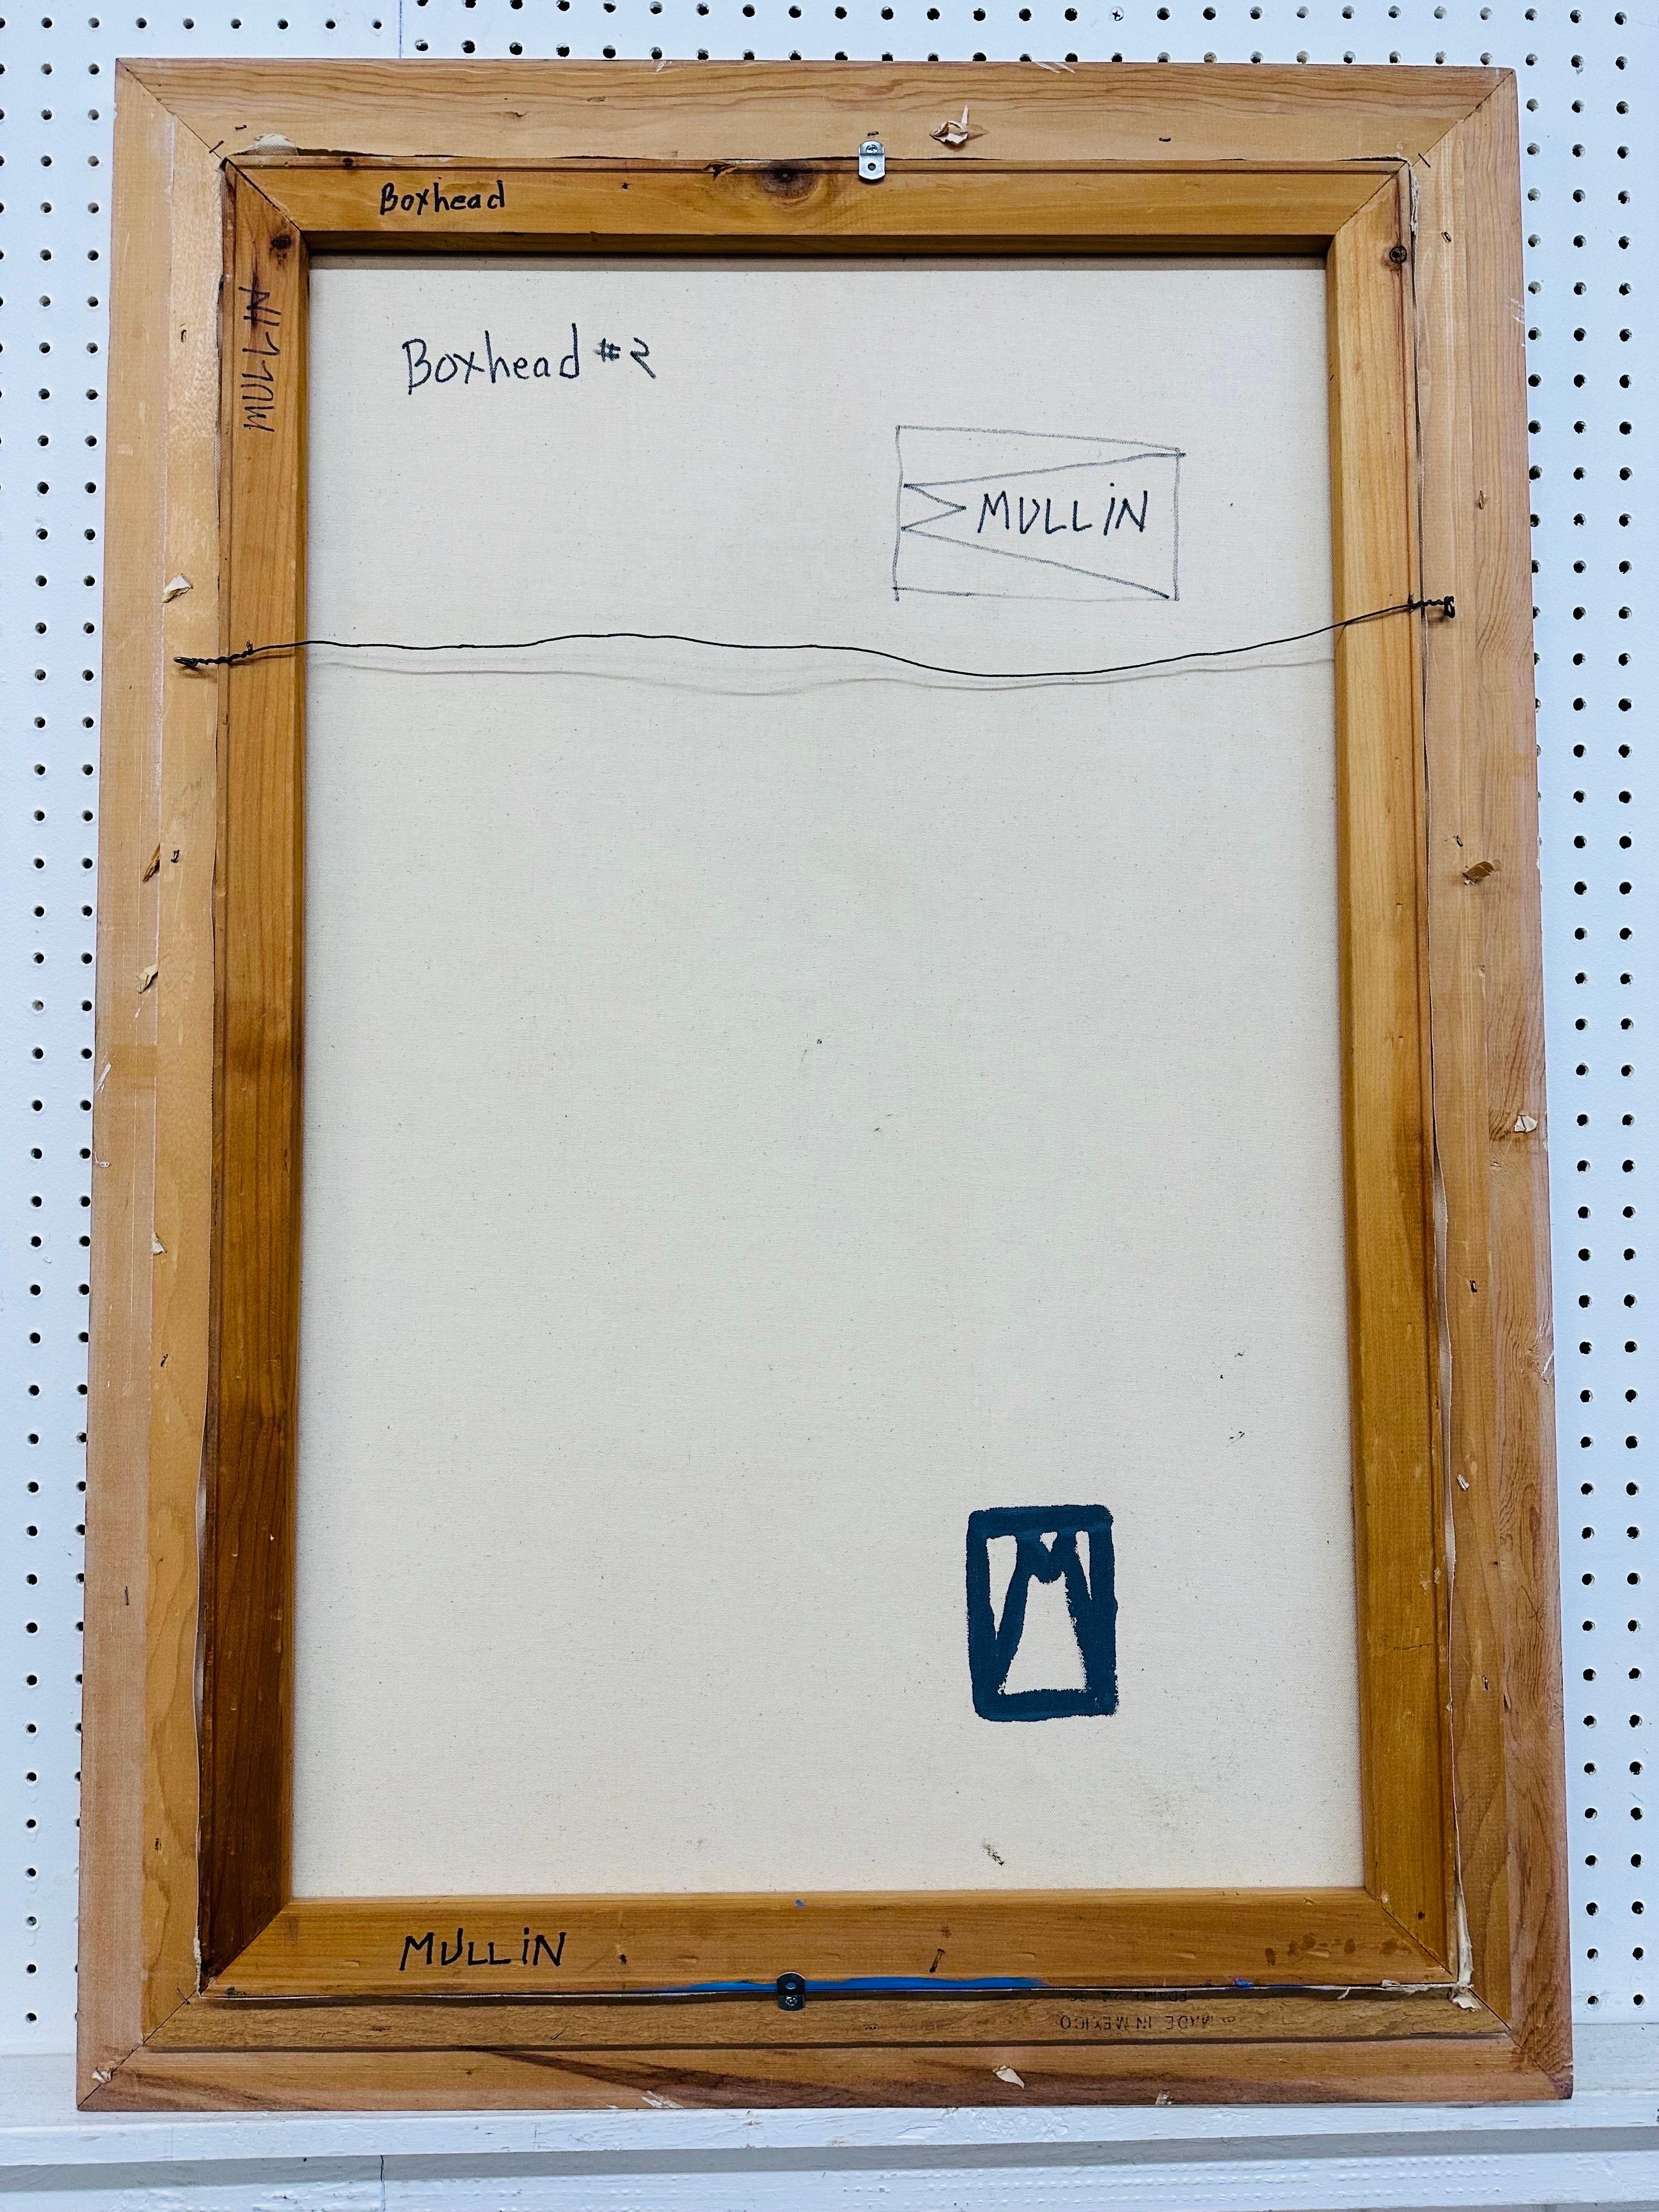 Boxhead
MULLIN
Boxhead #2
MULLiN
M
MULLiN
MADE IN MEXICO